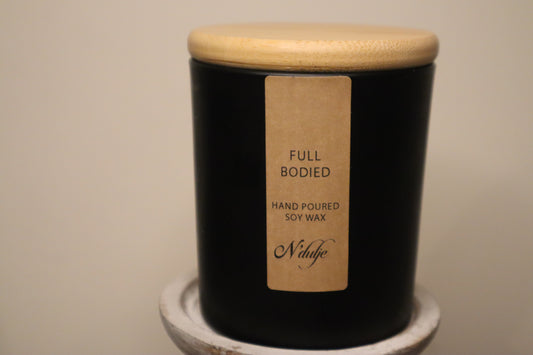 FULL
BODIED
HAND POURED
SOY WAX
N'dulje